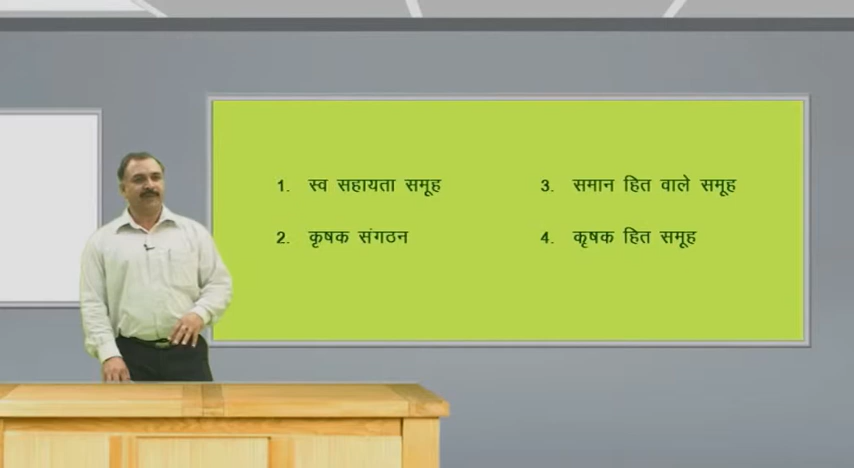 1. स्व सहायता समूह
2. कृषक संगठन
3. समान हित वाले समूह
4. कृषक हित समूह